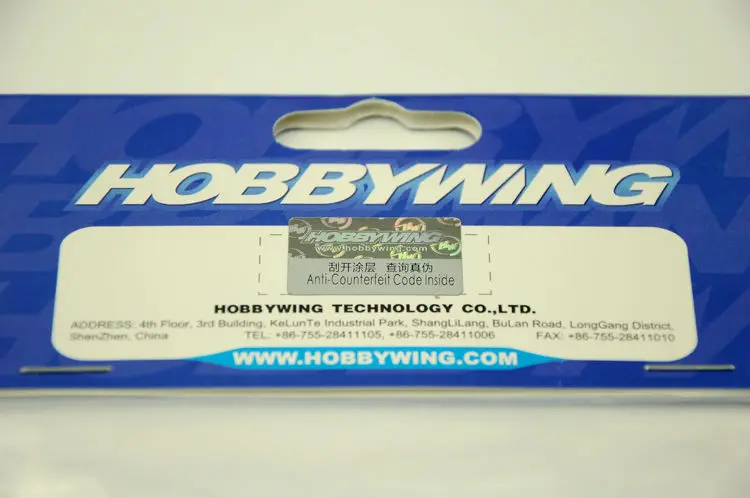 HOBBYWING
HOBBYWING
www.hobbywing.com
刮开涂层 查询真伪
Anti-Counterfeit Code Inside
HOBBYWING TECHNOLOGY CO.,LTD.
ADDRESS: 4th Floor, 3rd Building, KeLunTe Industrial Park, ShangLiLang, BuLan Road, LongGang District,
ShenZhen, China TEL: +86-755-28411105, +86-755-28411006 FAX: +86-755-28411010
WWW.HOBBYWING.COM